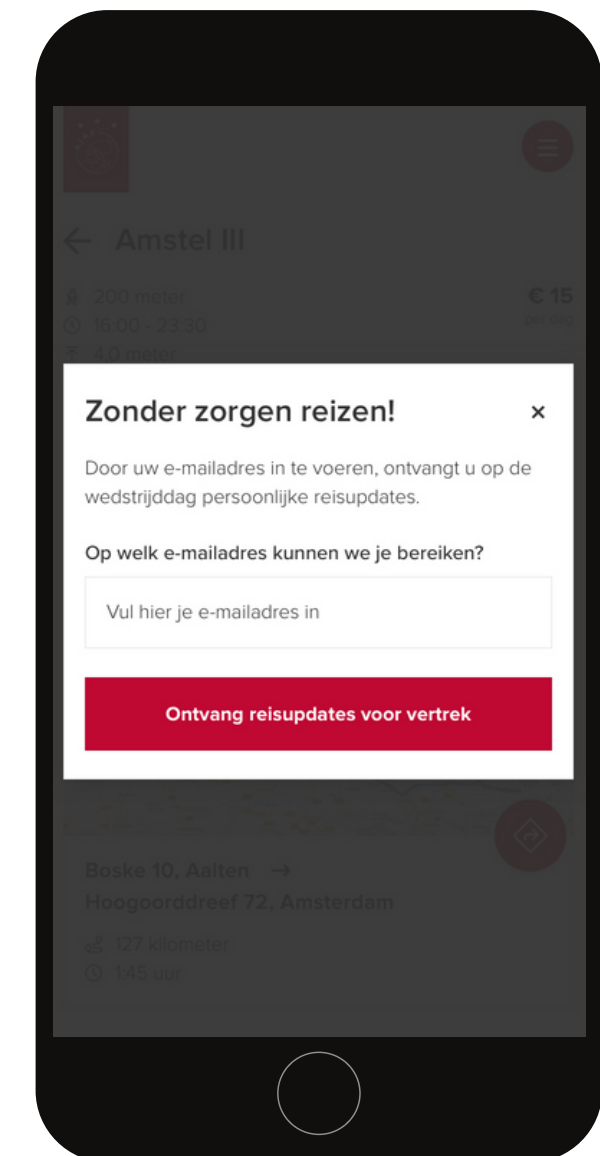 Amstel III
200 meter
€ 15
16:00 - 23:30
per dag
4.0 meter
Zonder zorgen reizen!
Door uw e-mailadres in te voeren, ontvangt u op de
wedstrijddag persoonlijke reisupdates.
Op welk e-mailadres kunnen we je bereiken?
Vul hier je e-mailadres in
Ontvang reisupdates voor vertrek
Boske 10, Aalten →
Hoogoorddreef 72, Amsterdam
127 kilometer
1:45 uur